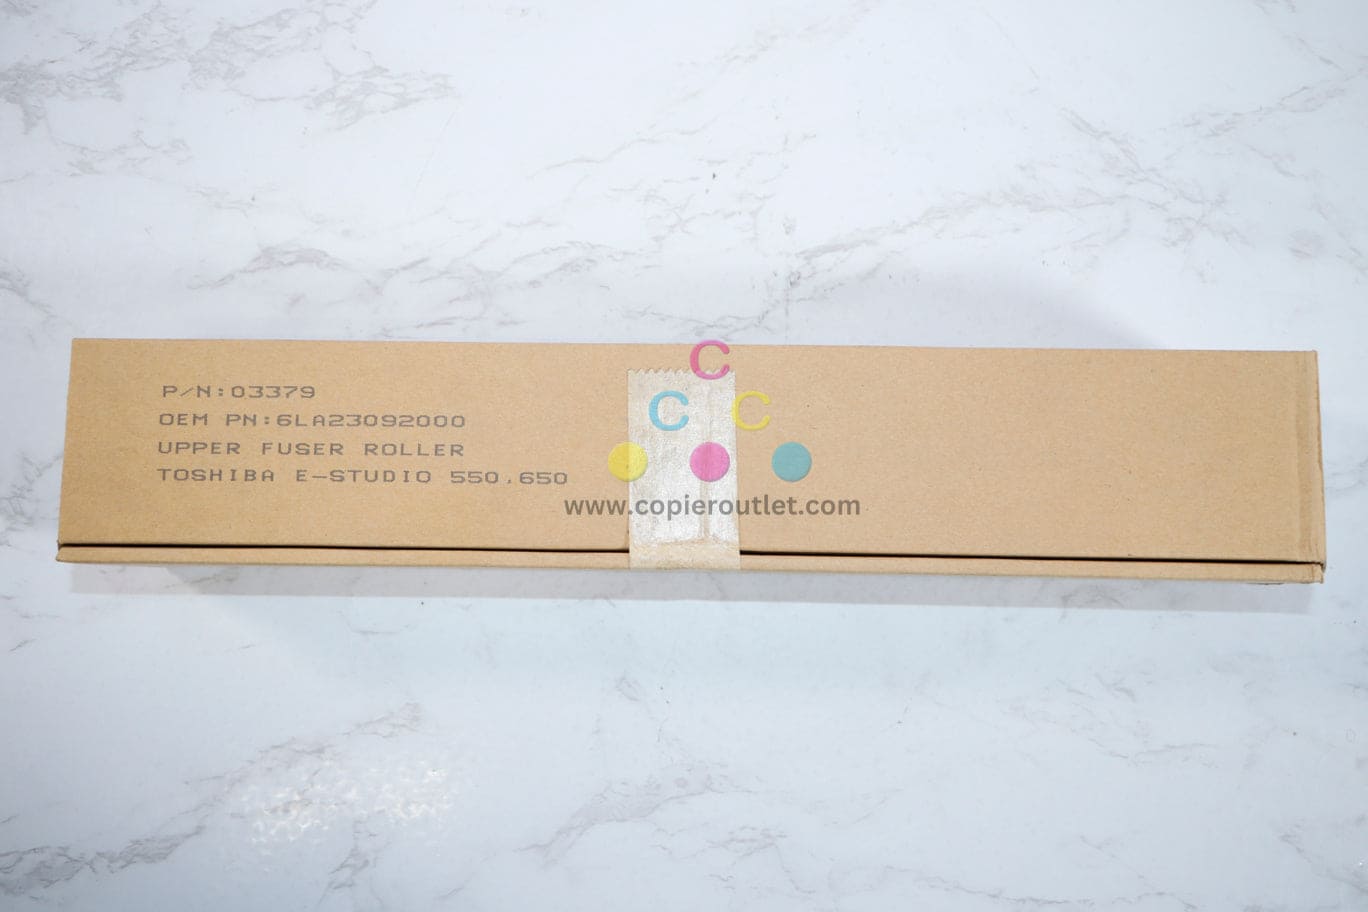 P/N:03379
OEM PN:6LA23092000
UPPER FUSER ROLLER
TOSHIBA E-STUDIO 550,650
C
C C
www.copieroutlet.com